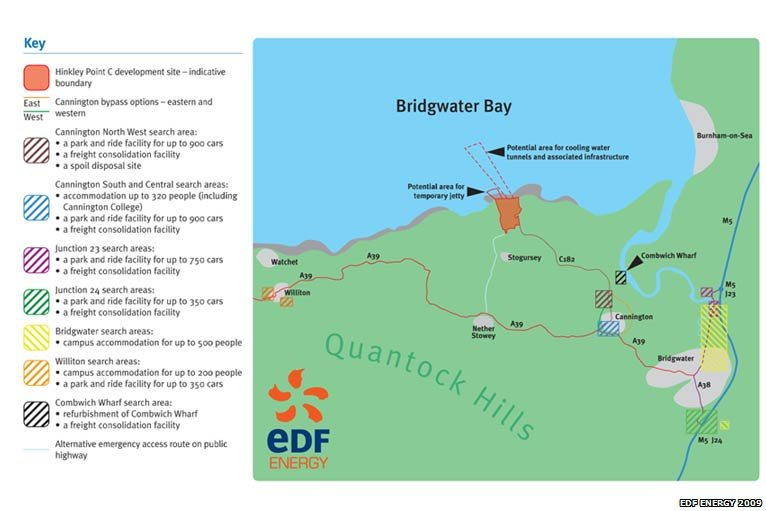 Key
Hinkley Point C development site – indicative
boundary
East
West
Cannington bypass options – eastern and
western
Cannington North West search area:
• a park and ride facility for up to 900 cars
• a freight consolidation facility
• a spoil disposal site
Cannington South and Central search areas:
• accommodation up to 320 people (including
Cannington College)
• a park and ride facility for up to 900 cars
• a freight consolidation facility
Junction 23 search areas:
• a park and ride facility for up to 750 cars
• a freight consolidation facility
Junction 24 search areas:
• a park and ride facility for up to 350 cars
• a freight consolidation facility
Bridgwater search areas:
• campus accommodation for up to 500 people
Williton search areas:
• campus accommodation for up to 200 people
• a park and ride facility for up to 350 cars
Combwich Wharf search area:
• refurbishment of Combwich Wharf
• a freight consolidation facility
Alternative emergency access route on public
highway
Bridgwater Bay
Potential area for cooling water
tunnels and associated infrastructure
Potential area for
temporary jetty
Burnham-on-Sea
M5
Watchet
A39
A39
Williton
Stogursey
C182
Combwich Wharf
M5
J23
Nether
Stowey
A39
Cannington
A39
Bridgwater
A38
M5 J24
Quantock Hills
eDF
ENERGY
EDF ENERGY 2009